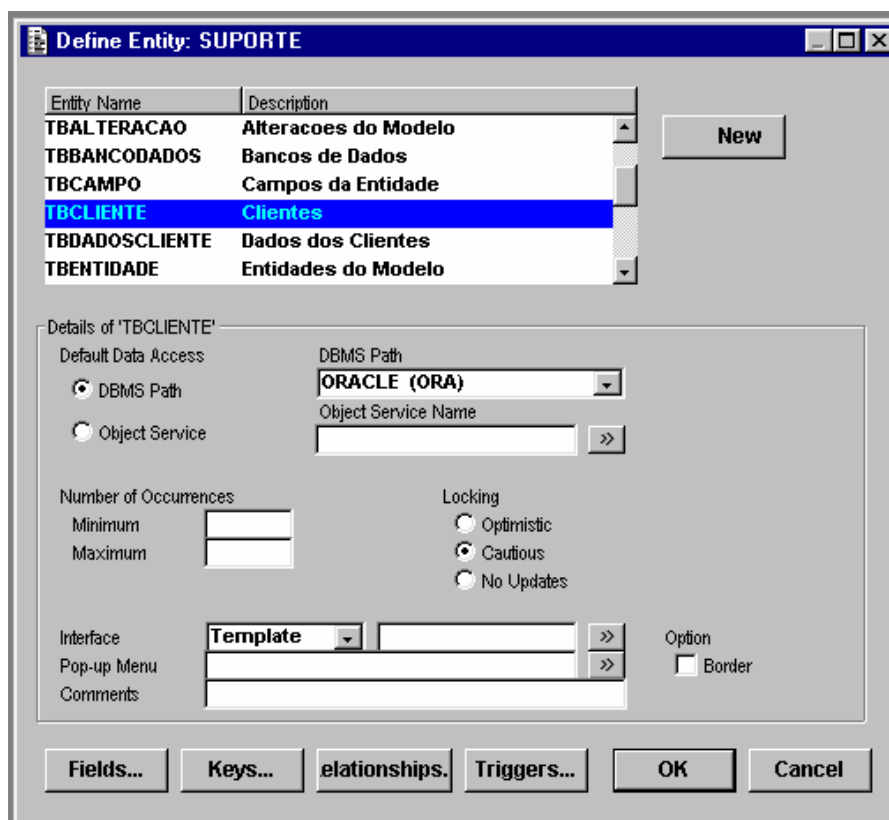 Define Entity: SUPORTE
Entity Name Description
TBALTERACAO Alteracoes do Modelo
New
TBBANCODADOS Bancos de Dados
TBCAMPO Campos da Entidade
TBCLIENTE Clientes
TBDADOSCLIENTE Dados dos Clientes
TBENTIDADE Entidades do Modelo
Details of 'TBCLIENTE'
Default Data Access DBMS Path
DBMS Path ORACLE (ORA)
Object Service Name
Object Service >>
Number of Occurrences Locking
Minimum Optimistic
Maximum Cautious
No Updates
Interface Template >> Option
Pop-up Menu >> Border
Comments
Fields... Keys... elationships. Triggers... OK Cancel